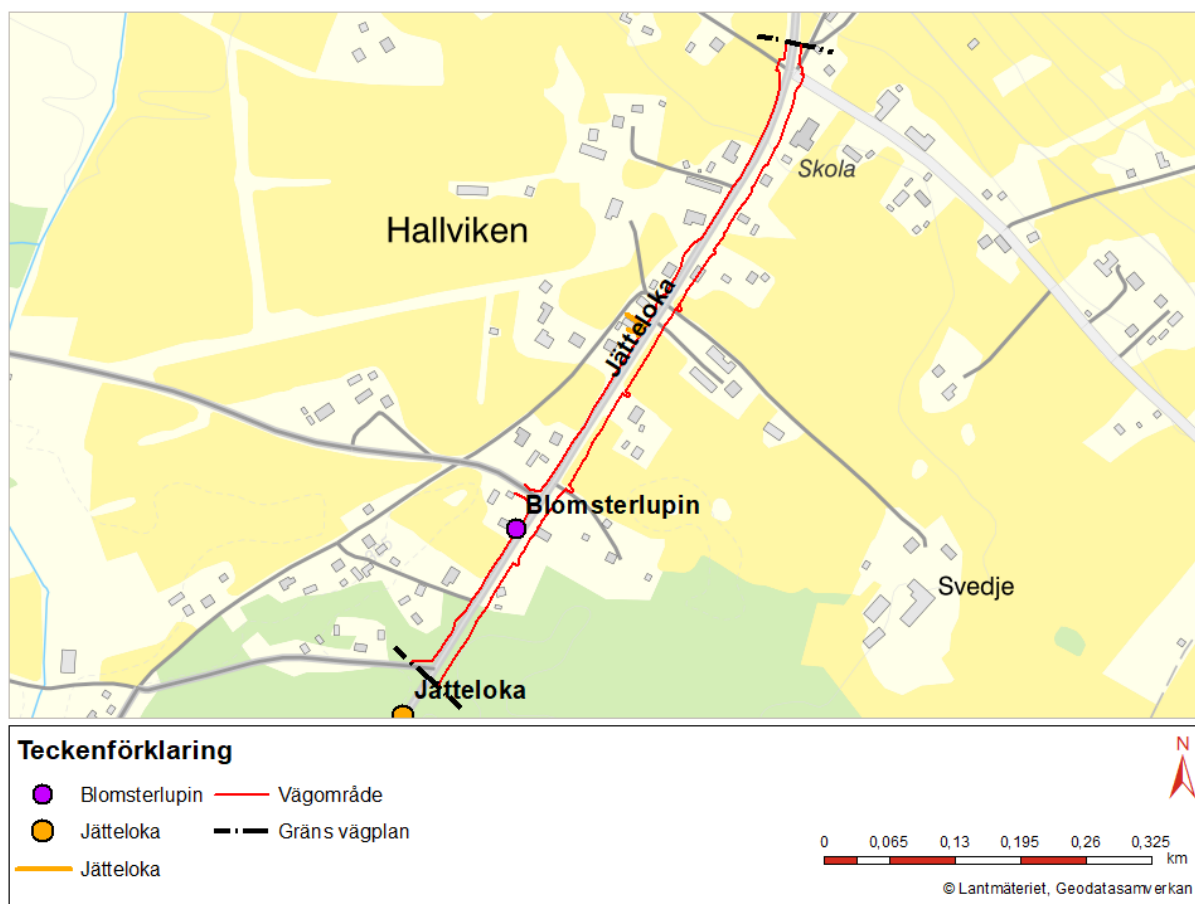 Skola
Hallviken
Jätteloka
Blomsterlupin
Svedje
Jätteloka
Teckenförklaring
Blomsterlupin
Vägområde
Jätteloka
Gräns vägplan
Jätteloka
N
0 0,065 0,13 0,195 0,26 0,325
km
© Lantmäteriet, Geodatasamverkan